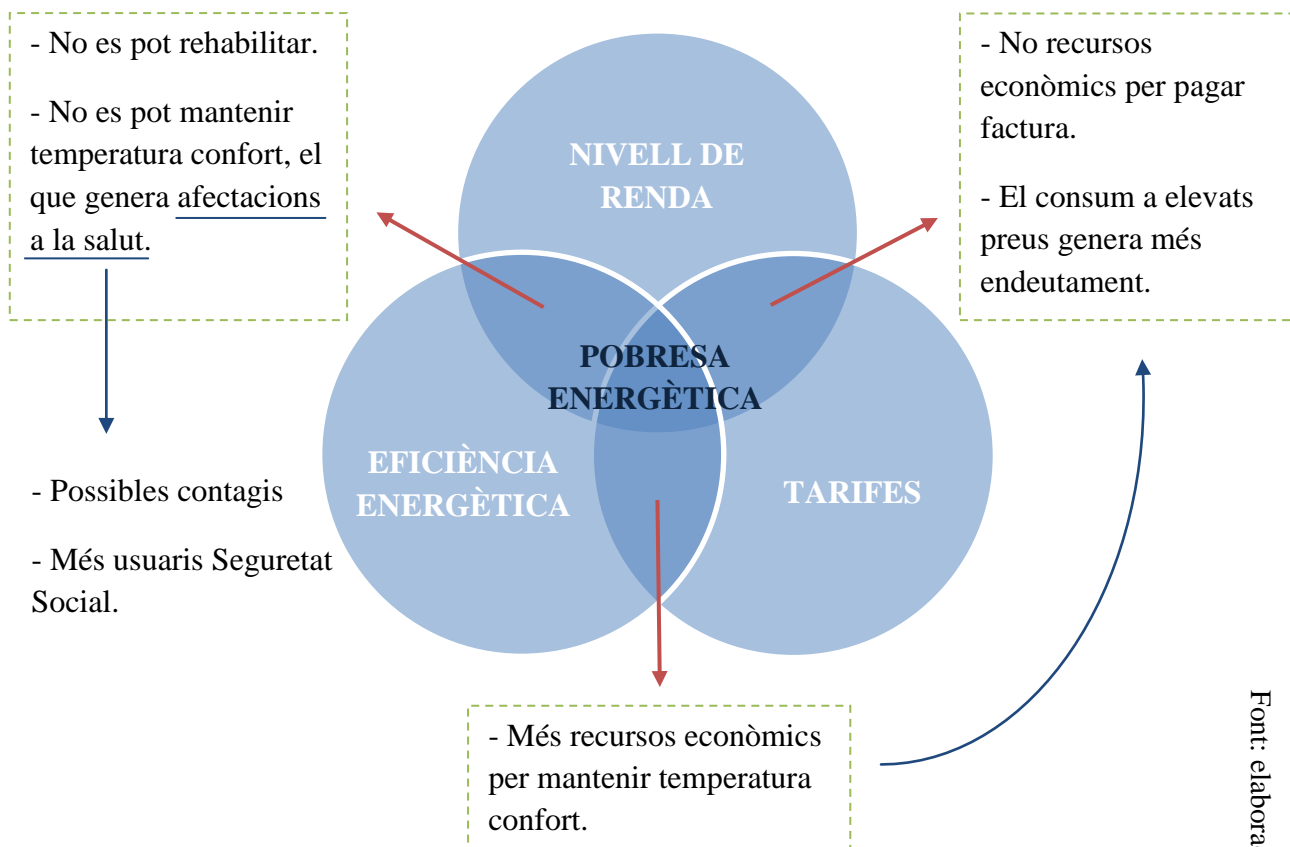 - No es pot rehabilitar.
- No es pot mantenir
temperatura confort, el
que genera afectacions
a la salut.
- No recursos
econòmics per pagar
factura.
- El consum a elevats
preus genera més
endeutament.
NIVELL DE
RENDA
POBRESA
ENERGÈTICA
EFICIÈNCIA
ENERGÈTICA
TARIFES
- Possibles contagis
- Més usuaris Seguretat
Social.
- Més recursos econòmics
per mantenir temperatura
confort.
Font: